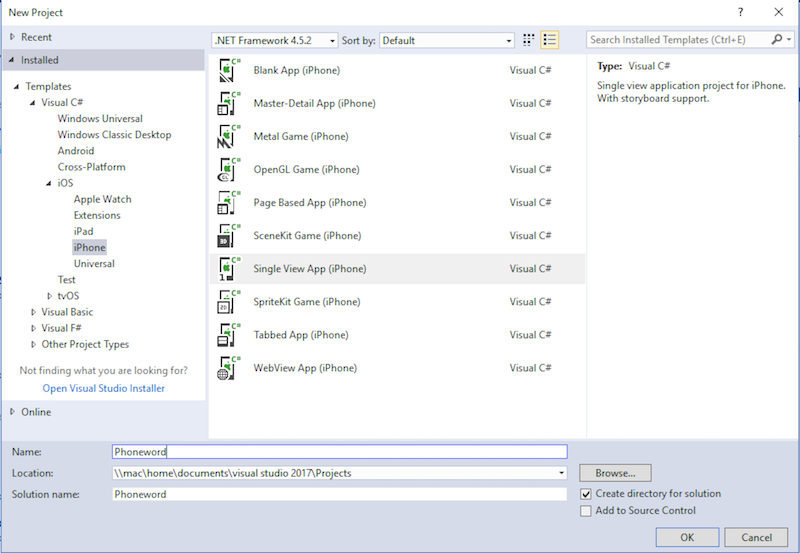 New Project
? 
Recent
.NET Framework 4.5.2 Sort by: Default
Search Installed Templates (Ctrl+E)
Installed
Templates
Visual C#
Windows Universal
Windows Classic Desktop
Android
Cross-Platform
iOS
Apple Watch
Extensions
iPad
iPhone
Universal
Test
tvOS
Visual Basic
Visual F#
Other Project Types
Not finding what you are looking for?
Open Visual Studio Installer
Online
Blank App (iPhone) Visual C#
Master-Detail App (iPhone) Visual C#
Metal Game (iPhone) Visual C#
OpenGL Game (iPhone) Visual C#
Page Based App (iPhone) Visual C#
SceneKit Game (iPhone) Visual C#
Single View App (iPhone) Visual C#
SpriteKit Game (iPhone) Visual C#
Tabbed App (iPhone) Visual C#
WebView App (iPhone) Visual C#
Type: Visual C#
Single view application project for iPhone.
With storyboard support.
Name: Phoneword
Location: \\mac\home\documents\visual studio 2017\Projects
Browse...
Solution name: Phoneword
Create directory for solution
Add to Source Control
OK Cancel